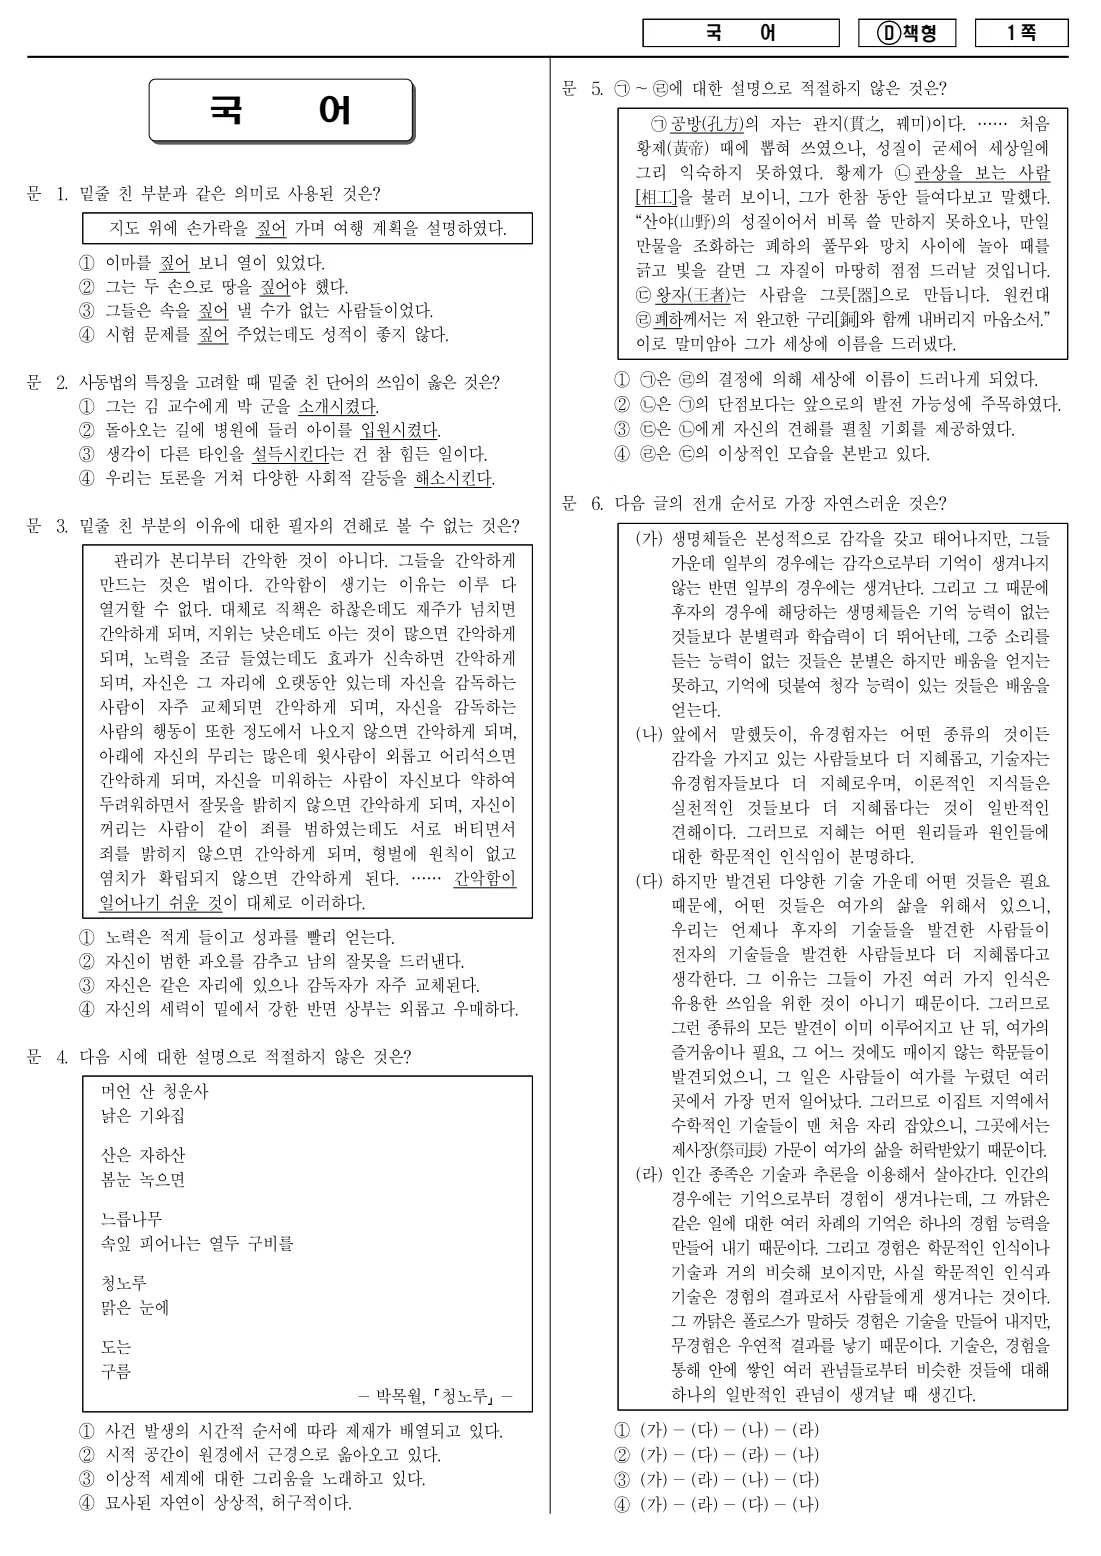 국 어
Ⓓ책형
1쪽
국 어
문 1. 밑줄 친 부분과 같은 의미로 사용된 것은?
지도 위에 손가락을 짚어 가며 여행 계획을 설명하였다.
① 이마를 짚어 보니 열이 있었다.
② 그는 두 손으로 땅을 짚어야 했다.
③ 그들은 속을 짚어 낼 수가 없는 사람들이었다.
④ 시험 문제를 짚어 주었는데도 성적이 좋지 않다.
문 2. 사동법의 특징을 고려할 때 밑줄 친 단어의 쓰임이 옳은 것은?
① 그는 김 교수에게 박 군을 소개시켰다.
② 돌아오는 길에 병원에 들러 아이를 입원시켰다.
③ 생각이 다른 타인을 설득시킨다는 건 참 힘든 일이다.
④ 우리는 토론을 거쳐 다양한 사회적 갈등을 해소시킨다.
문 3. 밑줄 친 부분의 이유에 대한 필자의 견해로 볼 수 없는 것은?
관리가 본디부터 간악한 것이 아니다. 그들을 간악하게
만드는 것은 법이다. 간악함이 생기는 이유는 이루 다
열거할 수 없다. 대체로 직책은 하찮은데도 재주가 넘치면
간악하게 되며, 지위는 낮은데도 아는 것이 많으면 간악하게
되며, 노력을 조금 들였는데도 효과가 신속하면 간악하게
되며, 자신은 그 자리에 오랫동안 있는데 자신을 감독하는
사람이 자주 교체되면 간악하게 되며, 자신을 감독하는
사람의 행동이 또한 정도에서 나오지 않으면 간악하게 되며,
아래에 자신의 무리는 많은데 윗사람이 외롭고 어리석으면
간악하게 되며, 자신을 미워하는 사람이 자신보다 약하여
두려워하면서 잘못을 밝히지 않으면 간악하게 되며, 자신이
꺼리는 사람이 같이 죄를 범하였는데도 서로 버티면서
죄를 밝히지 않으면 간악하게 되며, 형벌에 원칙이 없고
염치가 확립되지 않으면 간악하게 된다. …… 간악함이
일어나기 쉬운 것이 대체로 이러하다.
① 노력은 적게 들이고 성과를 빨리 얻는다.
② 자신이 범한 과오를 감추고 남의 잘못을 드러낸다.
③ 자신은 같은 자리에 있으나 감독자가 자주 교체된다.
④ 자신의 세력이 밑에서 강한 반면 상부는 외롭고 우매하다.
문 4. 다음 시에 대한 설명으로 적절하지 않은 것은?
머언 산 청운사
낡은 기와집
산은 자하산
봄눈 녹으면
느릅나무
속잎 피어나는 열두 구비를
청노루
맑은 눈에
도는
구름
－ 박목월, ｢청노루｣ －
① 사건 발생의 시간적 순서에 따라 제재가 배열되고 있다.
② 시적 공간이 원경에서 근경으로 옮아오고 있다.
③ 이상적 세계에 대한 그리움을 노래하고 있다.
④ 묘사된 자연이 상상적, 허구적이다.
문 5. ㉠ ~ ㉣에 대한 설명으로 적절하지 않은 것은?
㉠ 공방(孔方)의 자는 관지(貫之, 꿰미)이다. …… 처음
황제(黃帝) 때에 뽑혀 쓰였으나, 성질이 굳세어 세상일에
그리 익숙하지 못하였다. 황제가 ㉡ 관상을 보는 사람
[相工]을 불러 보이니, 그가 한참 동안 들여다보고 말했다.
“산야(山野)의 성질이어서 비록 쓸 만하지 못하오나, 만일
만물을 조화하는 폐하의 풀무와 망치 사이에 놀아 때를
긁고 빛을 갈면 그 자질이 마땅히 점점 드러날 것입니다.
㉢ 왕자(王者)는 사람을 그릇[器]으로 만듭니다. 원컨대
㉣ 폐하께서는 저 완고한 구리[銅]와 함께 내버리지 마옵소서.”
이로 말미암아 그가 세상에 이름을 드러냈다.
① ㉠은 ㉣의 결정에 의해 세상에 이름이 드러나게 되었다.
② ㉡은 ㉠의 단점보다는 앞으로의 발전 가능성에 주목하였다.
③ ㉢은 ㉡에게 자신의 견해를 펼칠 기회를 제공하였다.
④ ㉣은 ㉢의 이상적인 모습을 본받고 있다.
문 6. 다음 글의 전개 순서로 가장 자연스러운 것은?
(가) 생명체들은 본성적으로 감각을 갖고 태어나지만, 그들
가운데 일부의 경우에는 감각으로부터 기억이 생겨나지
않는 반면 일부의 경우에는 생겨난다. 그리고 그 때문에
후자의 경우에 해당하는 생명체들은 기억 능력이 없는
것들보다 분별력과 학습력이 더 뛰어난데, 그중 소리를
듣는 능력이 없는 것들은 분별은 하지만 배움을 얻지는
못하고, 기억에 덧붙여 청각 능력이 있는 것들은 배움을
얻는다.
(나) 앞에서 말했듯이, 유경험자는 어떤 종류의 것이든
감각을 가지고 있는 사람들보다 더 지혜롭고, 기술자는
유경험자들보다 더 지혜로우며, 이론적인 지식들은
실천적인 것들보다 더 지혜롭다는 것이 일반적인
견해이다. 그러므로 지혜는 어떤 원리들과 원인들에
대한 학문적인 인식임이 분명하다.
(다) 하지만 발견된 다양한 기술 가운데 어떤 것들은 필요
때문에, 어떤 것들은 여가의 삶을 위해서 있으니,
우리는 언제나 후자의 기술들을 발견한 사람들이
전자의 기술들을 발견한 사람들보다 더 지혜롭다고
생각한다. 그 이유는 그들이 가진 여러 가지 인식은
유용한 쓰임을 위한 것이 아니기 때문이다. 그러므로
그런 종류의 모든 발견이 이미 이루어지고 난 뒤, 여가의
즐거움이나 필요, 그 어느 것에도 매이지 않는 학문들이
발견되었으니, 그 일은 사람들이 여가를 누렸던 여러
곳에서 가장 먼저 일어났다. 그러므로 이집트 지역에서
수학적인 기술들이 맨 처음 자리 잡았으니, 그곳에서는
제사장(祭司長) 가문이 여가의 삶을 허락받았기 때문이다.
(라) 인간 종족은 기술과 추론을 이용해서 살아간다. 인간의
경우에는 기억으로부터 경험이 생겨나는데, 그 까닭은
같은 일에 대한 여러 차례의 기억은 하나의 경험 능력을
만들어 내기 때문이다. 그리고 경험은 학문적인 인식이나
기술과 거의 비슷해 보이지만, 사실 학문적인 인식과
기술은 경험의 결과로서 사람들에게 생겨나는 것이다.
그 까닭은 폴로스가 말하듯 경험은 기술을 만들어 내지만,
무경험은 우연적 결과를 낳기 때문이다. 기술은, 경험을
통해 안에 쌓인 여러 관념들로부터 비슷한 것들에 대해
하나의 일반적인 관념이 생겨날 때 생긴다.
① (가) － (다) － (나) － (라)
② (가) － (다) － (라) － (나)
③ (가) － (라) － (나) － (다)
④ (가) － (라) － (다) － (나)